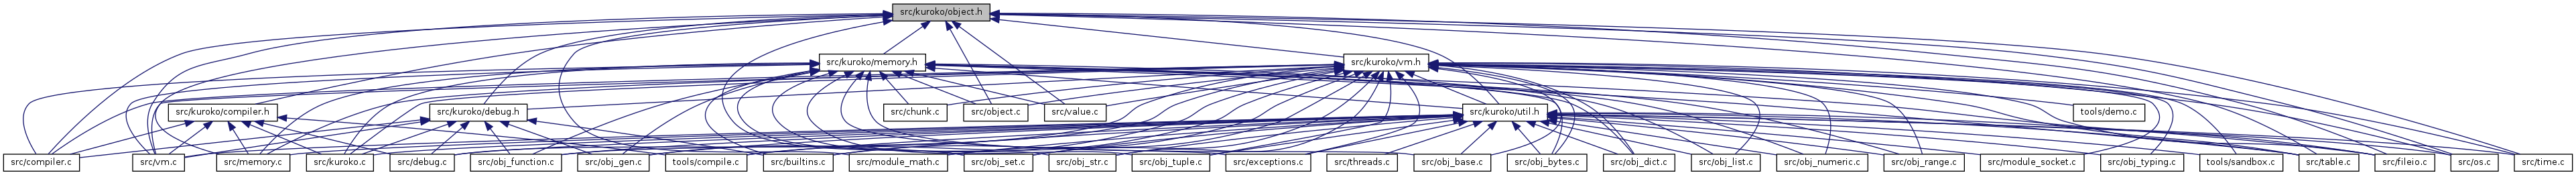 src/kuroko/object.h
src/kuroko/memory.h
src/kuroko/vm.h
src/kuroko/compiler.h
src/kuroko/debug.h
src/chunk.c
src/object.c
src/value.c
src/kuroko/util.h
tools/demo.c
src/compiler.c
src/vm.c
src/memory.c
src/kuroko.c
src/debug.c
src/obj_function.c
src/obj_gen.c
tools/compile.c
src/builtins.c
src/module_math.c
src/obj_set.c
src/obj_str.c
src/obj_tuple.c
src/exceptions.c
src/threads.c
src/obj_base.c
src/obj_bytes.c
src/obj_dict.c
src/obj_list.c
src/obj_numeric.c
src/obj_range.c
src/module_socket.c
src/obj_typing.c
tools/sandbox.c
src/table.c
src/fileio.c
src/os.c
src/time.c